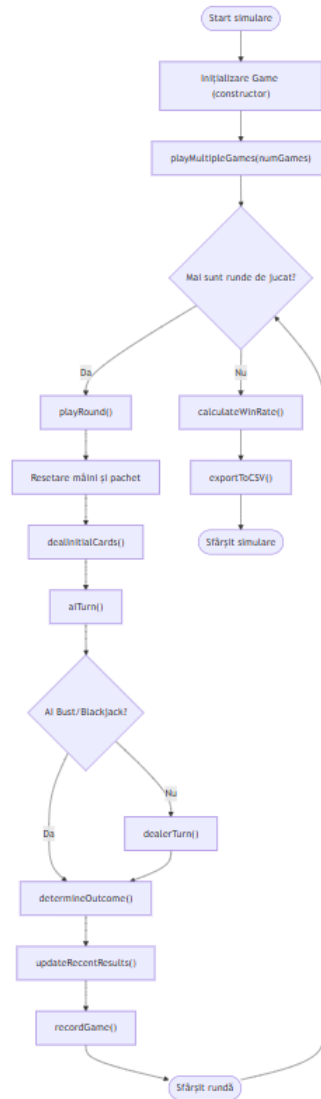 Start simulare
Inițializare Game
(constructor)
playMultipleGames(numGames)
Mai sunt runde de jucat?
Da
Nu
playRound()
calculateWinRate()
Resetare mâini și pachet
exportToCSV()
dealInitialCards()
Sfârșit simulare
aiTurn()
AI Bust/Blackjack?
Nu
Da
dealerTurn()
determineOutcome()
updateRecentResults()
recordGame()
Sfârșit rundă